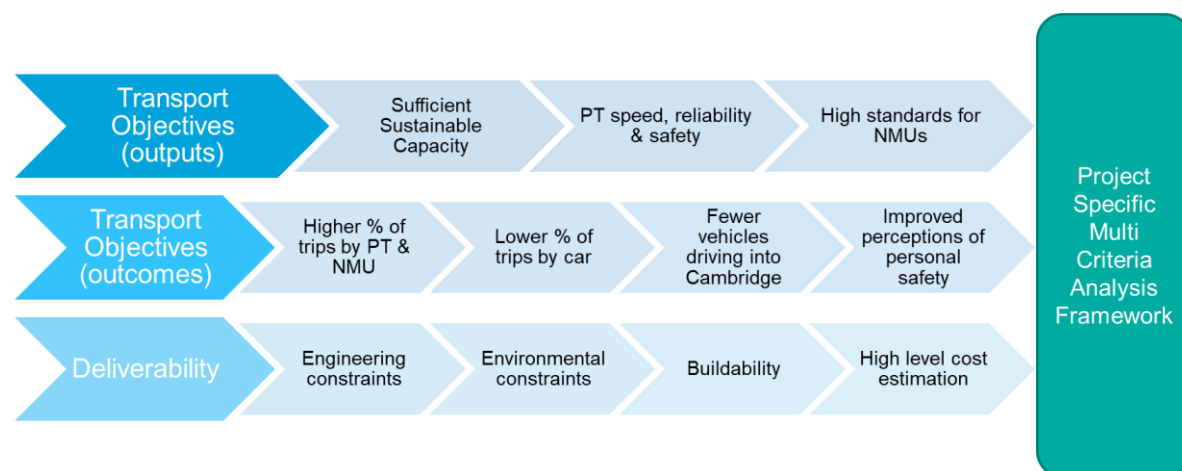 Transport
Objectives
(outputs)
Sufficient
Sustainable
Capacity
PT speed, reliability
& safety
High standards for
NMUs
Transport
Objectives
(outcomes)
Higher % of
trips by PT &
NMU
Lower % of
trips by car
Fewer
vehicles
driving into
Cambridge
Improved
perceptions of
personal
safety
Deliverability
Engineering
constraints
Environmental
constraints
Buildability
High level cost
estimation
Project
Specific
Multi
Criteria
Analysis
Framework